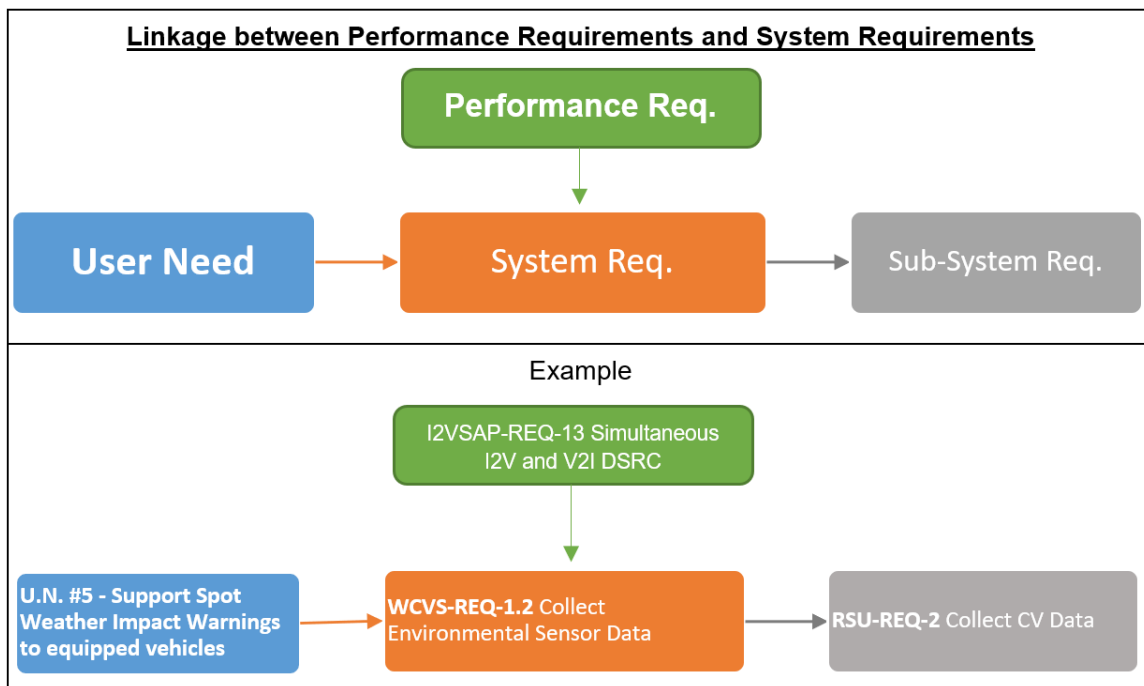 Linkage between Performance Requirements and System Requirements
Performance Req.
User Need
System Req.
Sub-System Req.
Example
I2VSAP-REQ-13 Simultaneous
I2V and V2I DSRC
U.N. #5 - Support Spot
Weather Impact Warnings
to equipped vehicles
WCVS-REQ-1.2 Collect
Environmental Sensor Data
RSU-REQ-2 Collect CV Data